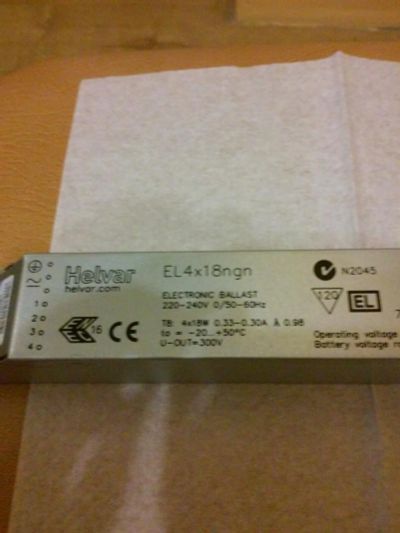 Helvar
helvar.com
EL4x18ngn
ELECTRONIC BALLAST
220-240V 0/50-60Hz
T8: 4x18W 0.33-0.30A λ 0.98
ta = -20...+50°C
U-OUT=300V
1
2
3
4
16
CE
N2045
120
EL
Operating voltage
Battery voltage